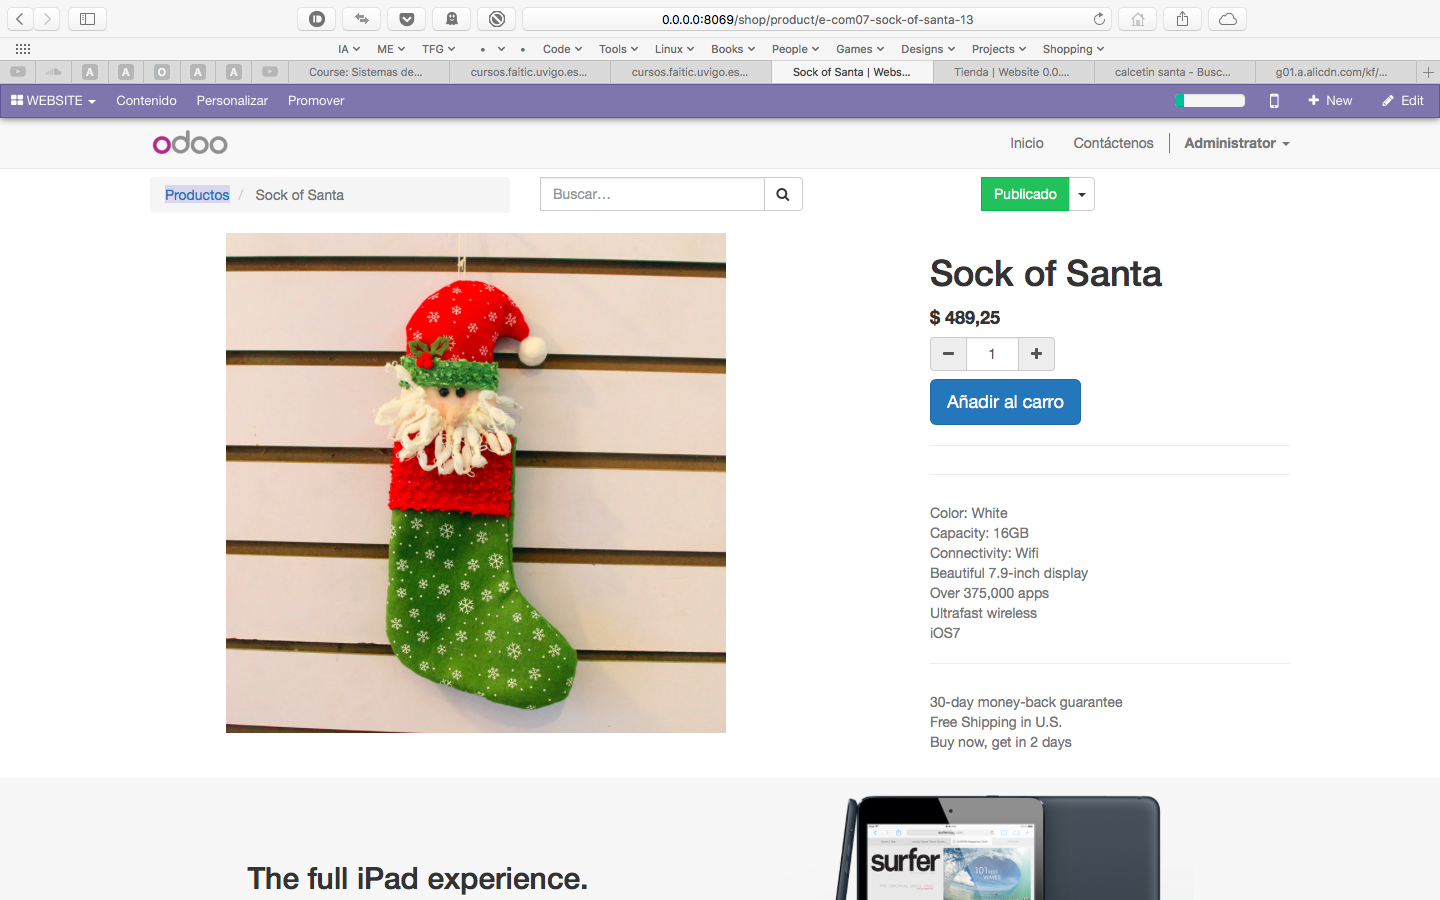 0.0.0.0:8069/shop/product/e-com07-sock-of-santa-13
IA ME TFG Code Tools Linux Books People Games Designs Projects Shopping
A A O A A Course: Sistemas de... cursos.faitic.uvigo.es... cursos.faitic.uvigo.es... Sock of Santa | Webs... Tienda | Website 0.0.... calcetin santa - Busc... g01.a.alicdn.com/kf/...
WEBSITE Contenido Personalizar Promover New Edit
odoo Inicio Contáctenos Administrator
Productos / Sock of Santa Buscar... Publicado
Sock of Santa
$ 489,25
1
Añadir al carro
Color: White
Capacity: 16GB
Connectivity: Wifi
Beautiful 7.9-inch display
Over 375,000 apps
Ultrafast wireless
iOS7
30-day money-back guarantee
Free Shipping in U.S.
Buy now, get in 2 days
The full iPad experience.
surfer